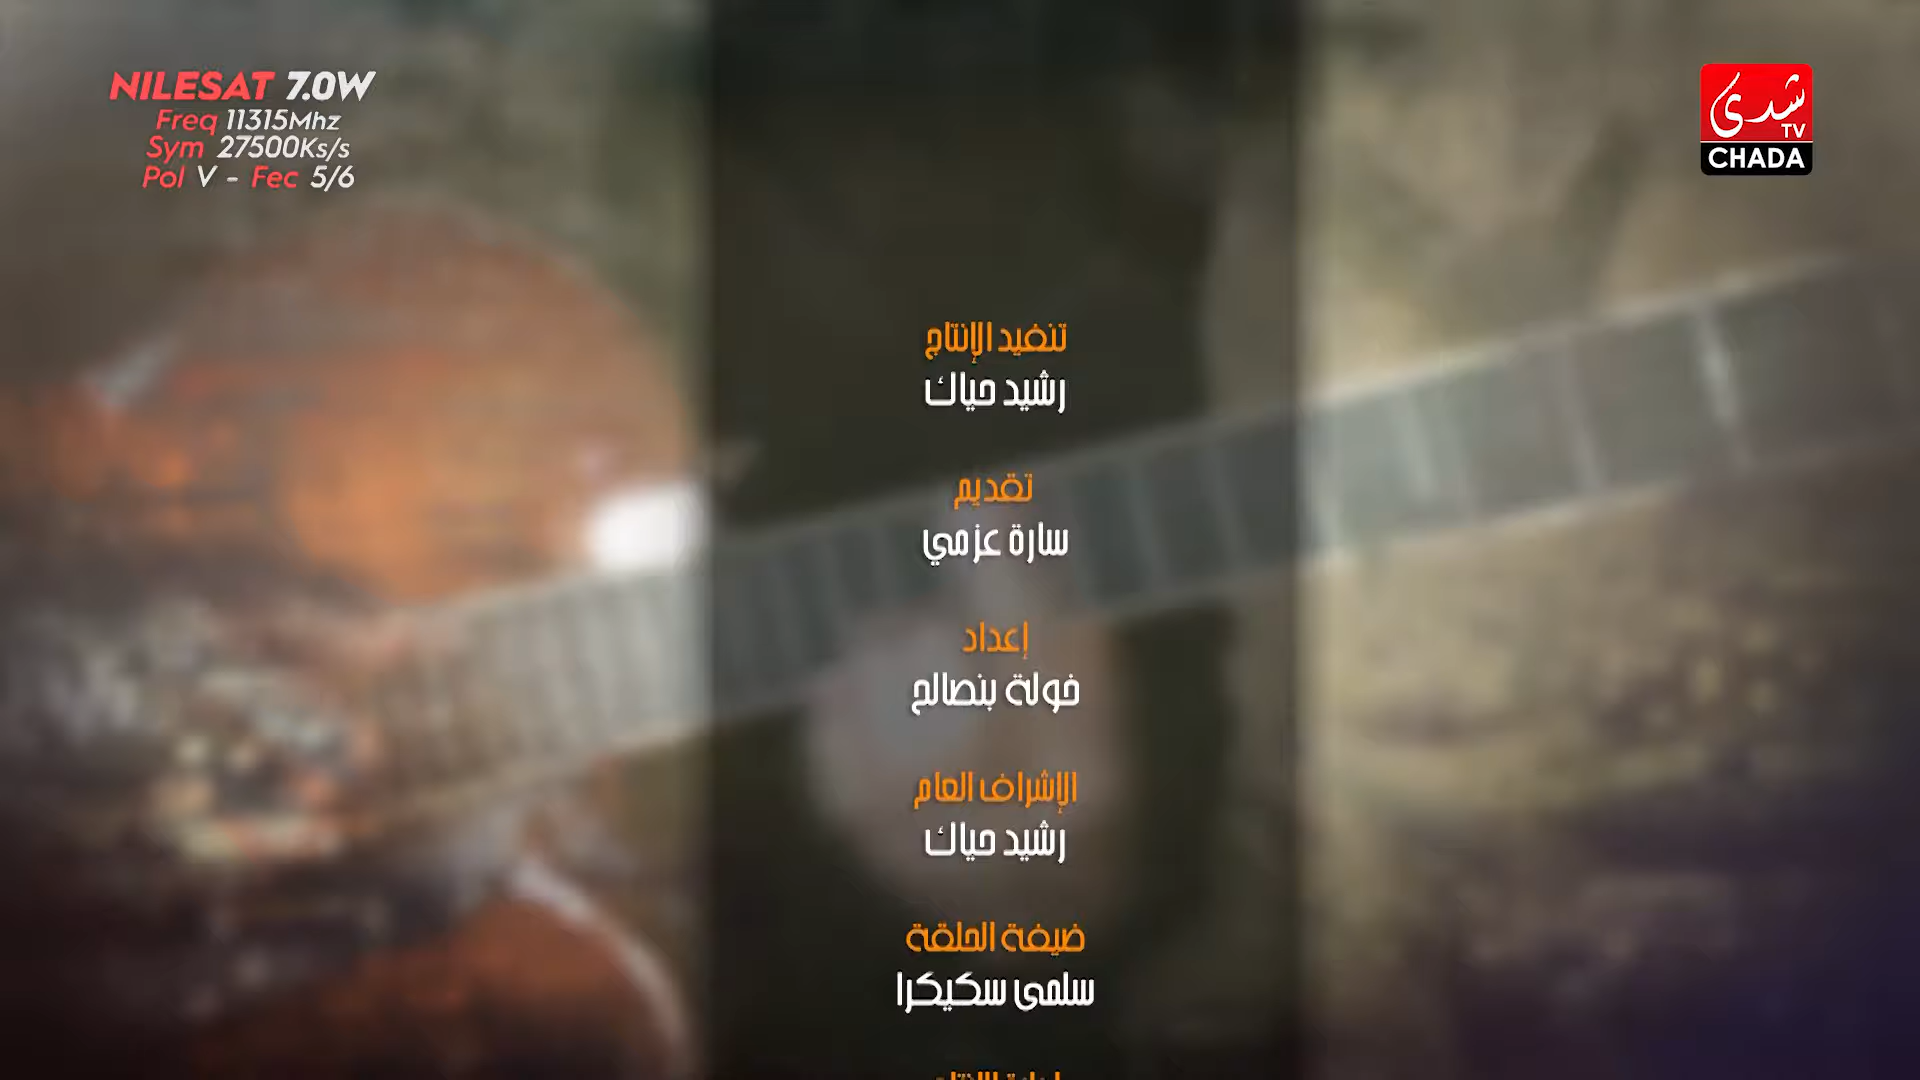 NILESAT 7.0W
Freq 11315Mhz
Sym 27500Ks/s
Pol V - Fec 5/6
شدى
TV
CHADA
تنفيد الإنتاج
رشيد حياك
تقديم
سارة عزمي
إعداد
خولة بنصالح
الإشراف العام
رشيد حياك
ضيفة الحلقة
سلمى سكيكرا